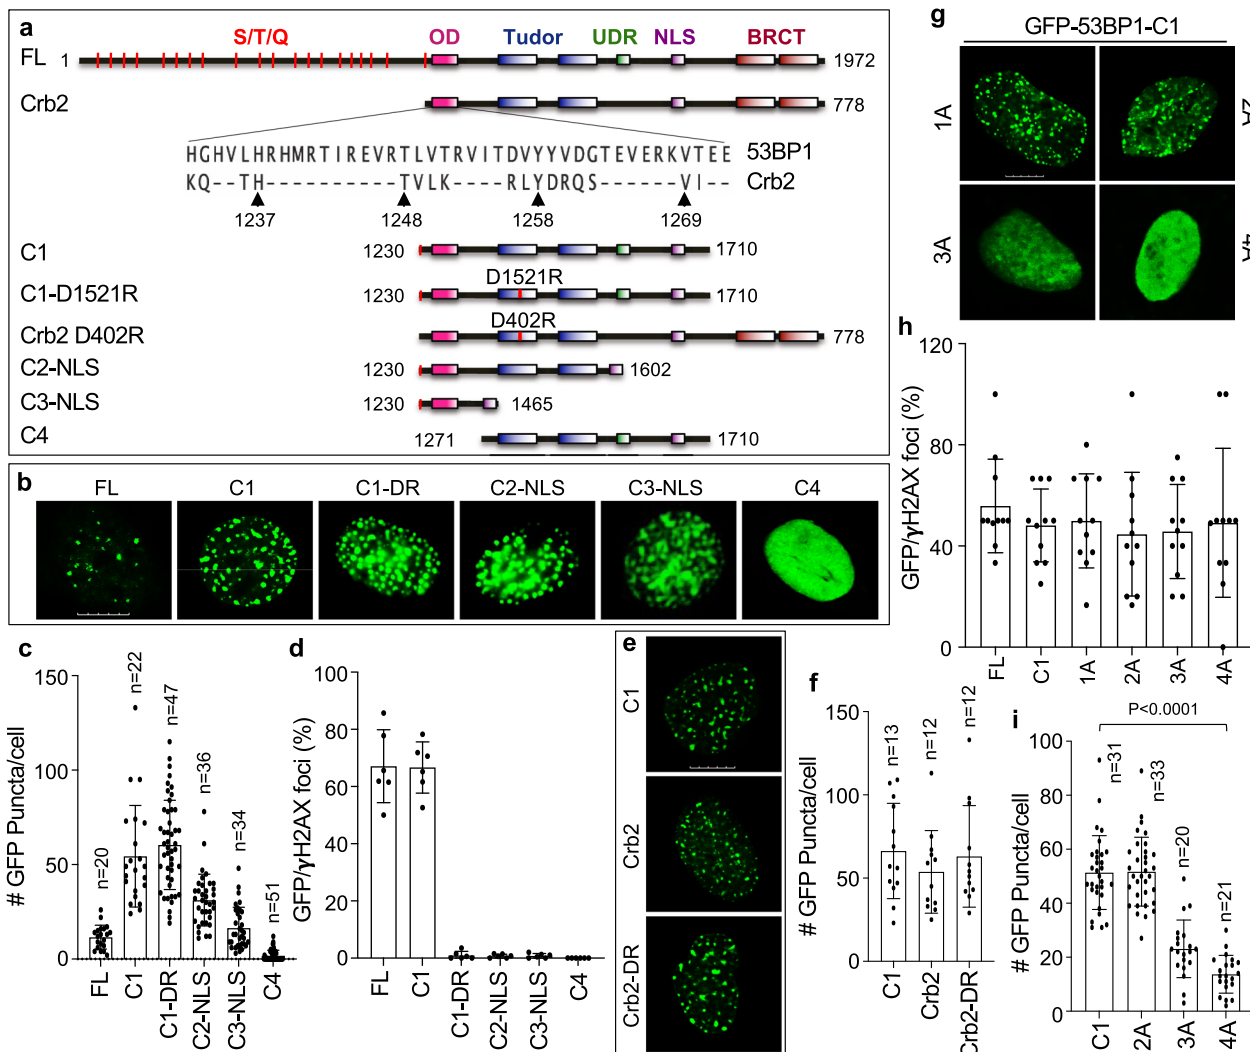 a
S/T/Q OD Tudor UDR NLS BRCT
FL 1 1972
Crb2 778
HGHVLHRHMRTIREVRTLVTRVITDVYYVDGTEVERKVTEE 53BP1
KQ--TH----------TVLK----RLYDRQS------VI-- Crb2
1237 1248 1258 1269
C1 1230 1710
D1521R
C1-D1521R 1230 1710
D402R
Crb2 D402R 778
C2-NLS 1230 1602
C3-NLS 1230 1465
C4 1271 1710
b
FL C1 C1-DR C2-NLS C3-NLS C4
c
# GFP Puncta/cell
150
100
50
0
n=20 n=22 n=47 n=36 n=34 n=51
FL C1 C1-DR C2-NLS C3-NLS C4
d
GFP/γH2AX foci (%)
100
80
60
40
20
0
FL C1 C1-DR C2-NLS C3-NLS C4
e
C1
Crb2
Crb2-DR
f
# GFP Puncta/cell
150
100
50
0
n=13 n=12 n=12
C1 Crb2 Crb2-DR
g
GFP-53BP1-C1
1A 2A
3A 4A
h
GFP/γH2AX foci (%)
120
80
40
0
FL C1 1A 2A 3A 4A
i
P<0.0001
# GFP Puncta/cell
100
80
60
40
20
0
n=31 n=33 n=20 n=21
C1 2A 3A 4A